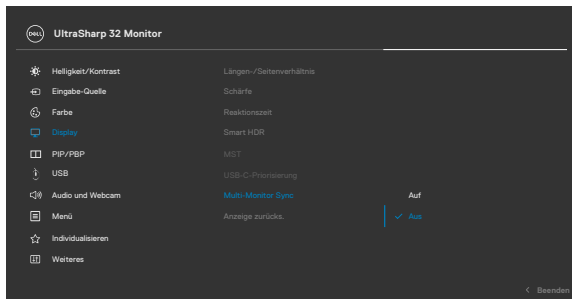 DELL UltraSharp 32 Monitor
Helligkeit/Kontrast Längen-/Seitenverhältnis
Eingabe-Quelle Schärfe
Farbe Reaktionszeit
Display Smart HDR
PIP/PBP MST
USB USB-C-Priorisierung
Audio und Webcam Multi-Monitor Sync Auf
Menü Anzeige zurücks. Aus
Individualisieren
Weiteres
Beenden